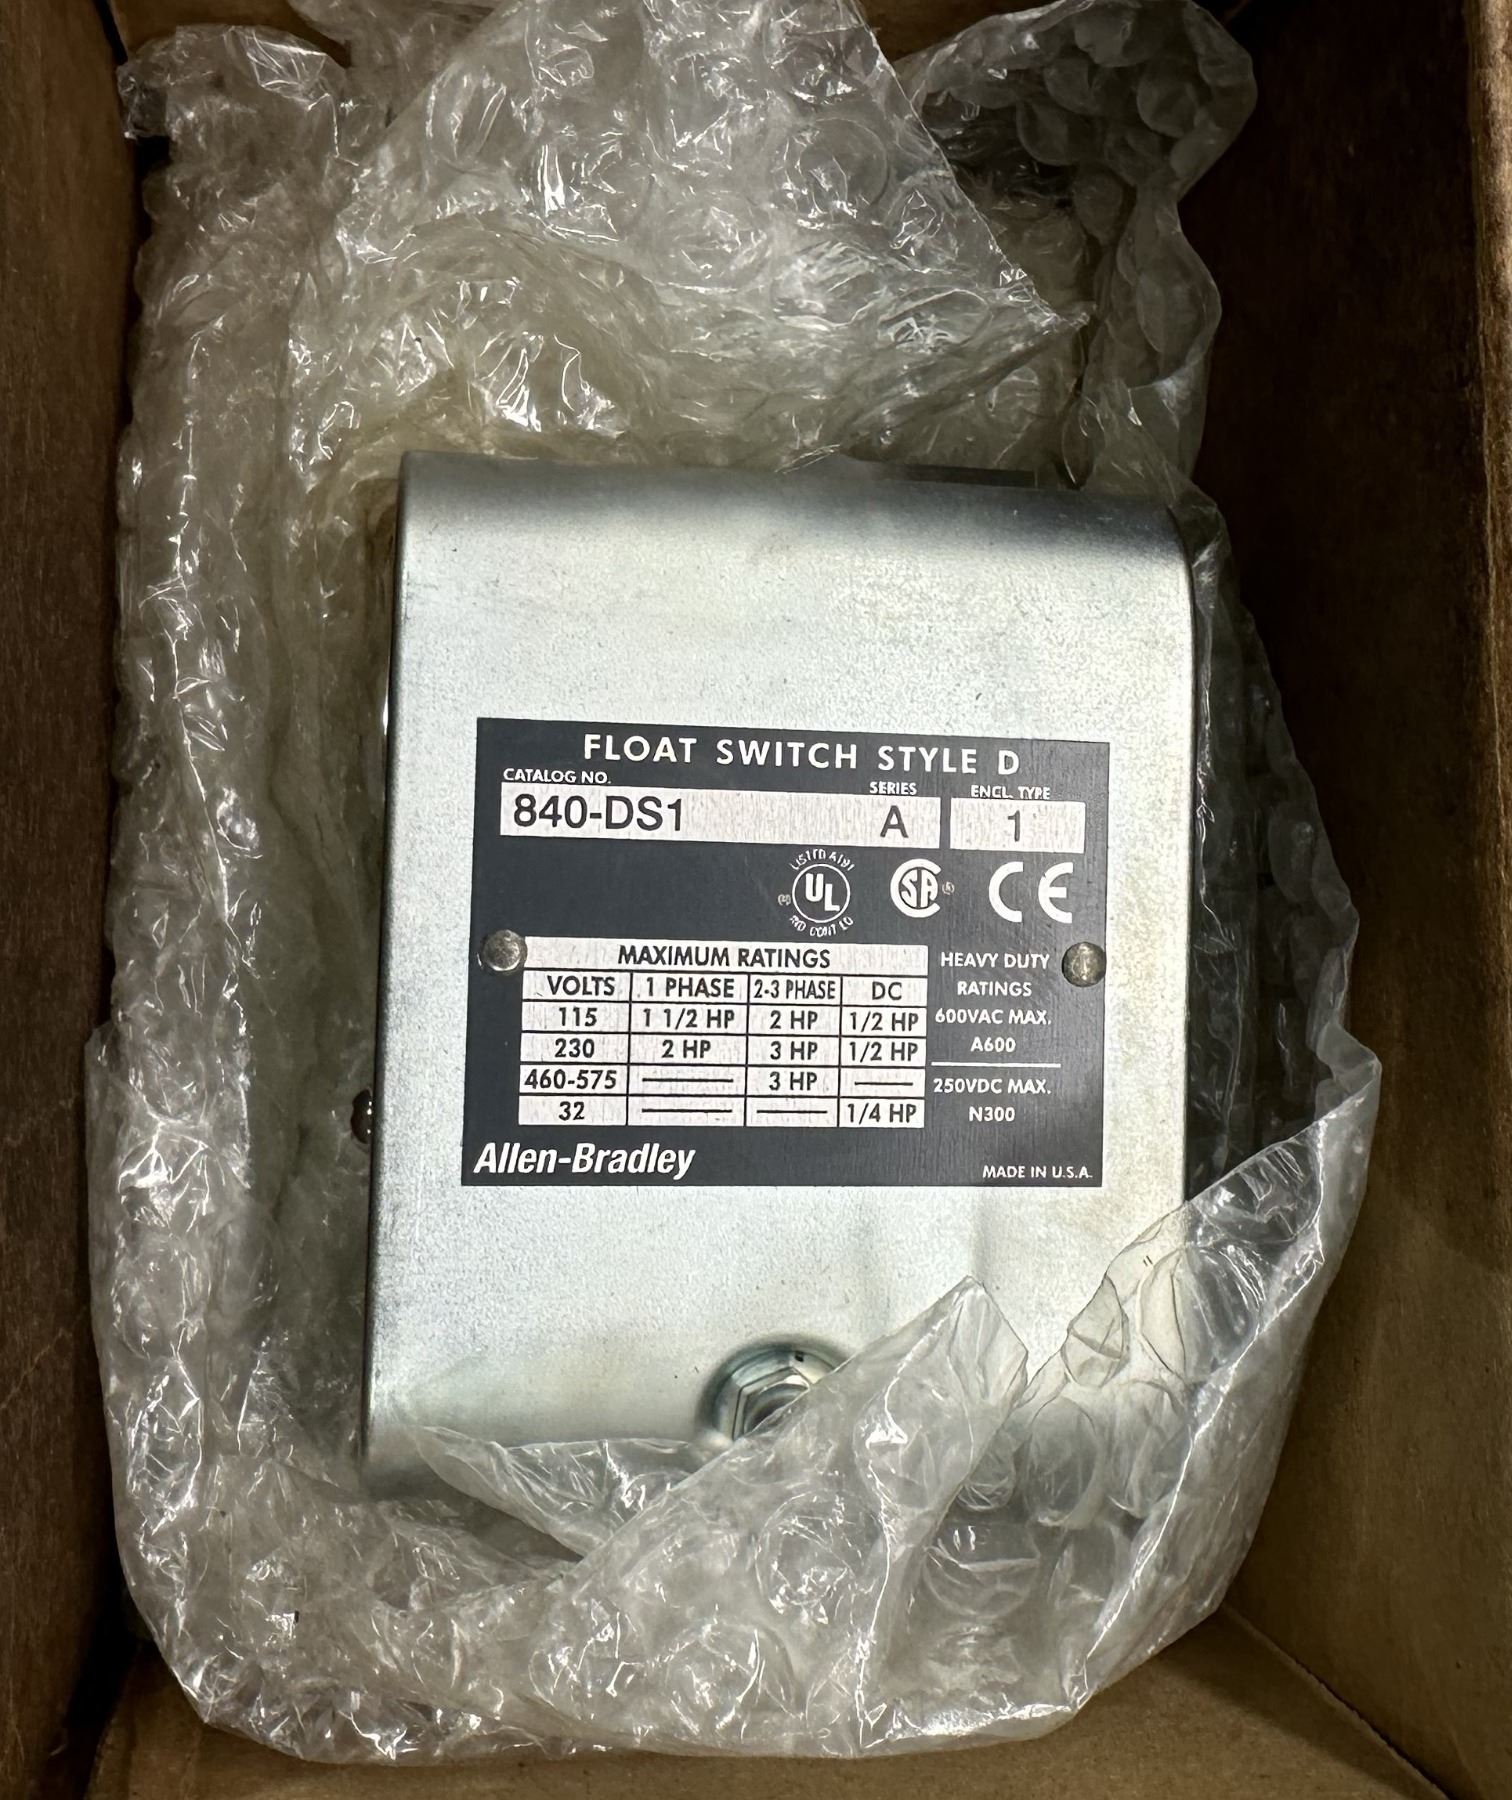 FLOAT SWITCH STYLE D
CATALOG NO. SERIES ENCL. TYPE
840-DS1 A 1
UL SA CE
MAXIMUM RATINGS
VOLTS 1 PHASE 2-3 PHASE DC
115 1 1/2 HP 2 HP 1/2 HP
230 2 HP 3 HP 1/2 HP
460-575 —— 3 HP ——
32 —— —— 1/4 HP
HEAVY DUTY
RATINGS
600VAC MAX.
A600
250VDC MAX.
N300
Allen-Bradley MADE IN U.S.A.